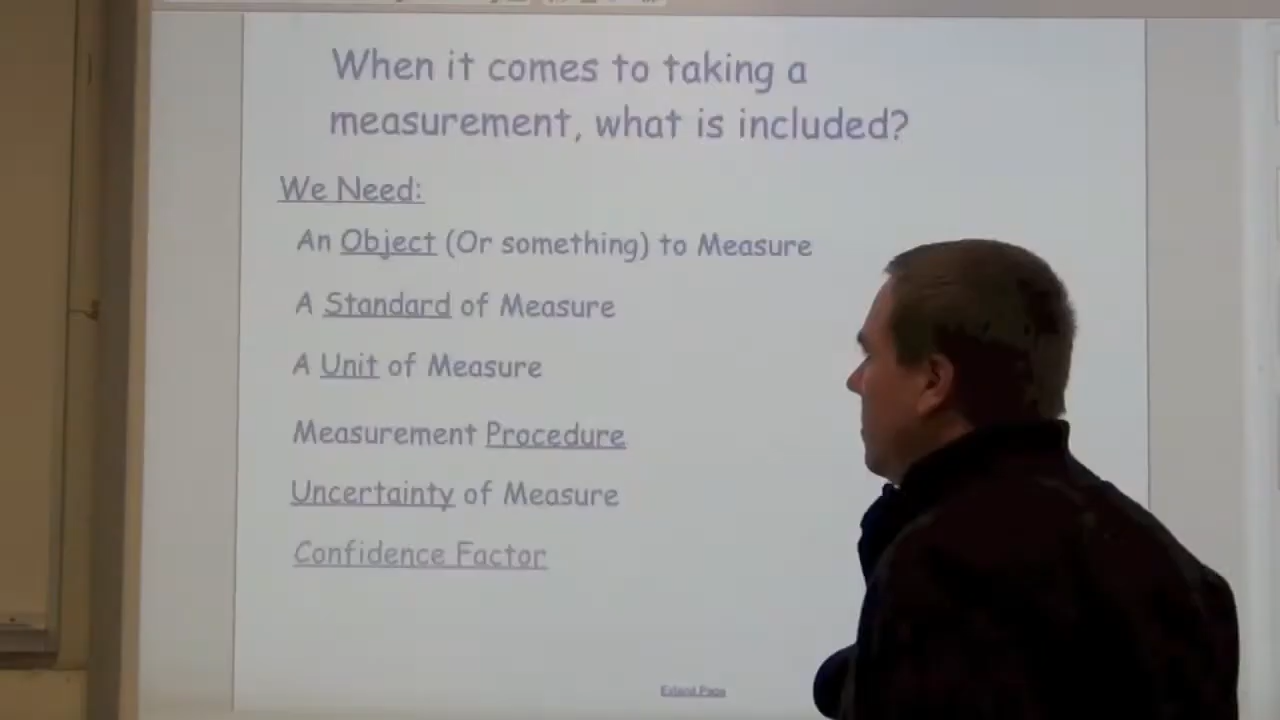 When it comes to taking a
measurement, what is included?
We Need:
An Object (Or something) to Measure
A Standard of Measure
A Unit of Measure
Measurement Procedure
Uncertainty of Measure
Confidence Factor